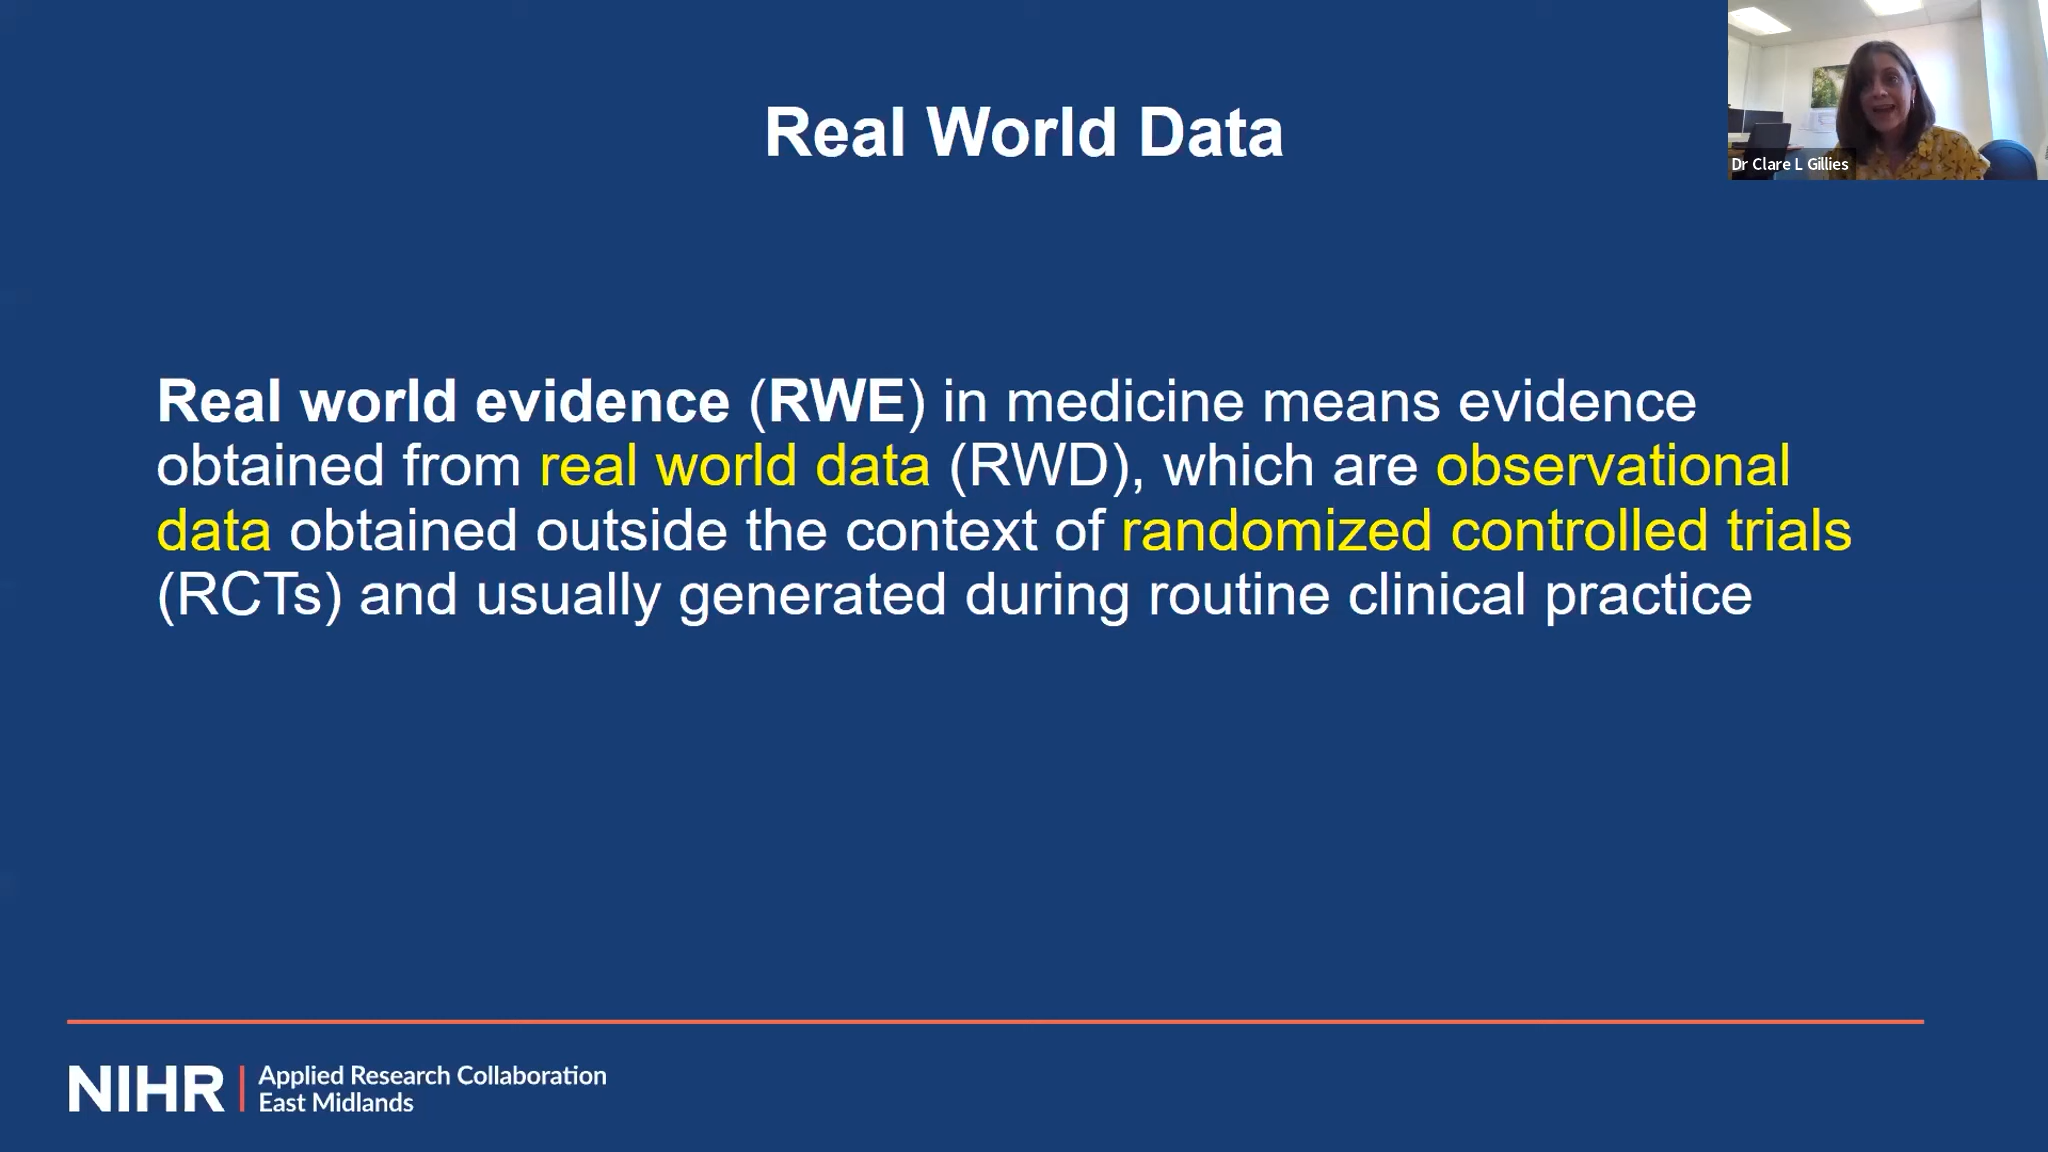 Real World Data
Dr Clare L Gillies
Real world evidence (RWE) in medicine means evidence
obtained from real world data (RWD), which are observational
data obtained outside the context of randomized controlled trials
(RCTs) and usually generated during routine clinical practice
NIHR
Applied Research Collaboration
East Midlands